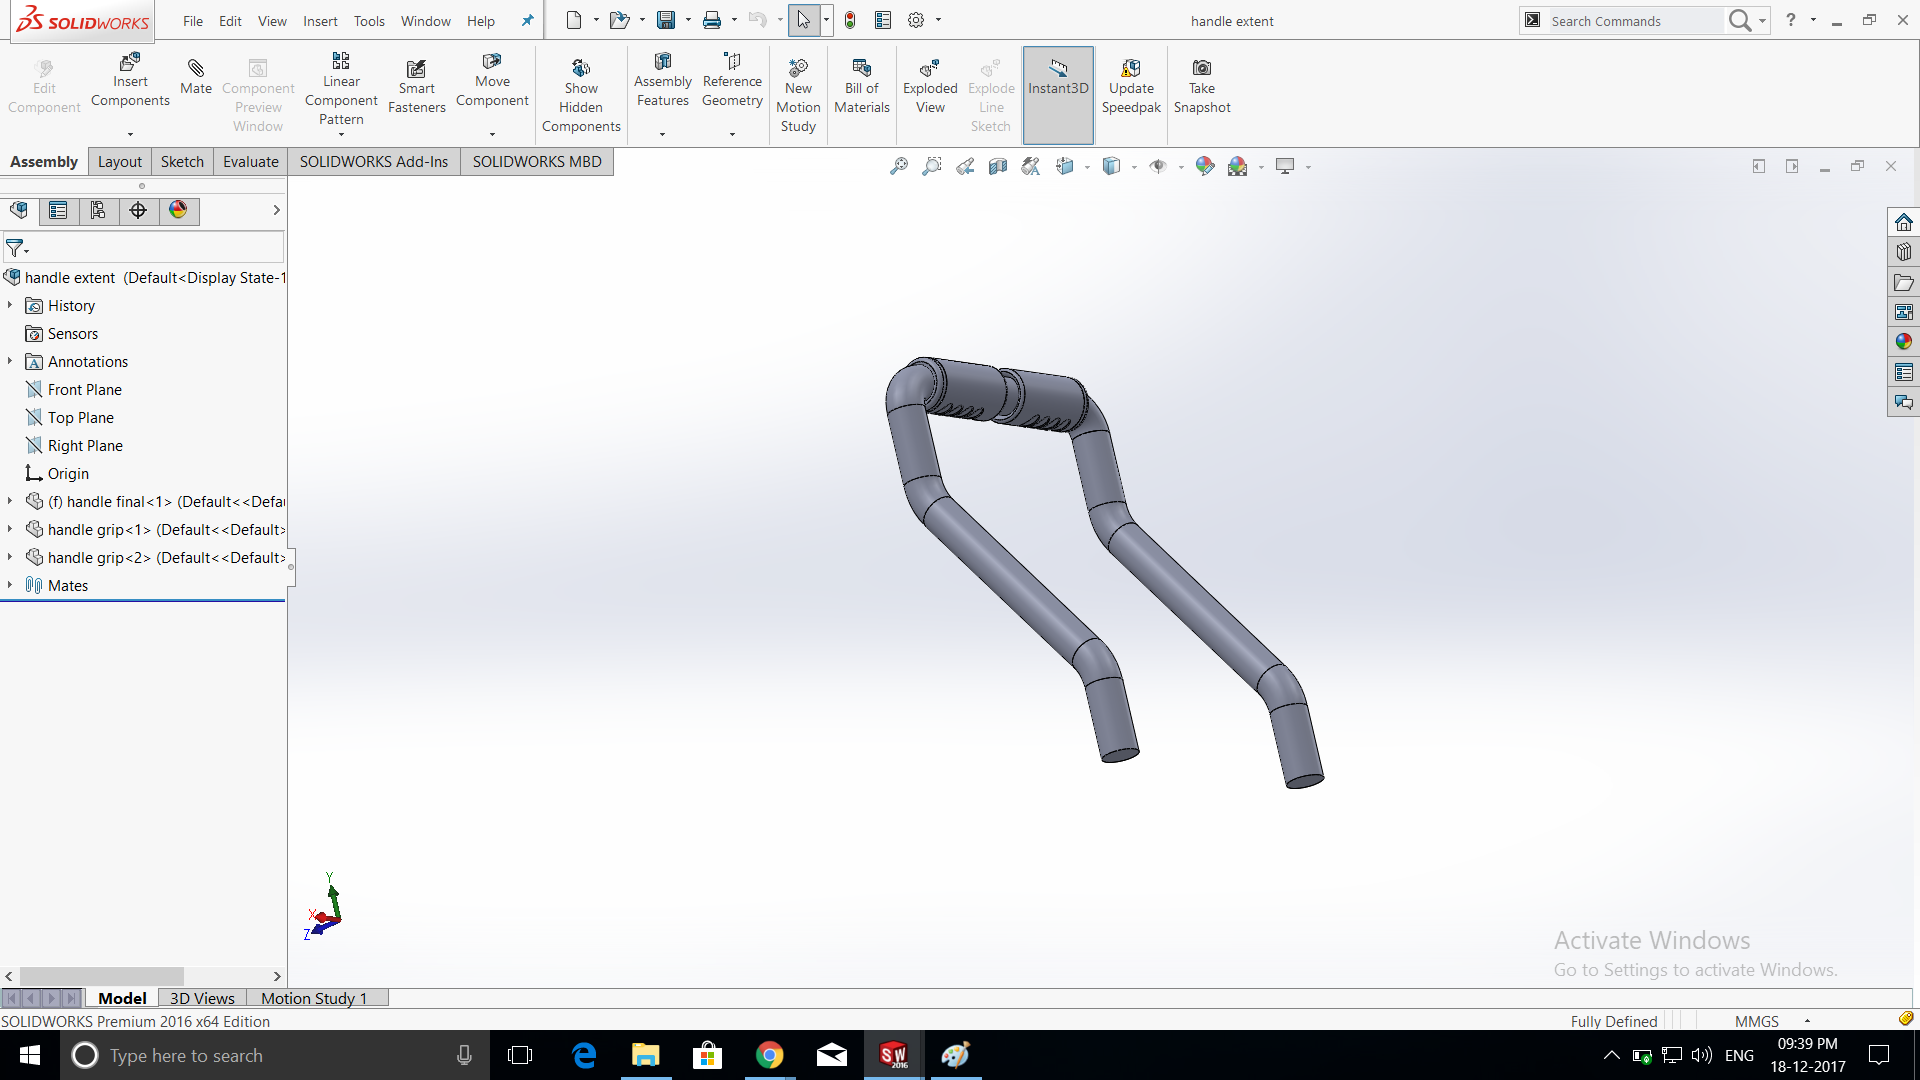 SOLIDWORKS
File Edit View Insert Tools Window Help
handle extent
Search Commands
?
Edit Component
Insert Components
Mate
Component Preview Window
Linear Component Pattern
Smart Fasteners
Move Component
Show Hidden Components
Assembly Features
Reference Geometry
New Motion Study
Bill of Materials
Exploded View
Explode Line Sketch
Instant3D
Update Speedpak
Take Snapshot
Assembly Layout Sketch Evaluate SOLIDWORKS Add-Ins SOLIDWORKS MBD
handle extent (Default<Display State-1
History
Sensors
Annotations
Front Plane
Top Plane
Right Plane
Origin
(f) handle final<1> (Default<<Defau
handle grip<1> (Default<<Default>
handle grip<2> (Default<<Default>
Mates
Y
X
Z
Activate Windows
Go to Settings to activate Windows.
Model 3D Views Motion Study 1
SOLIDWORKS Premium 2016 x64 Edition
Fully Defined
MMGS
Type here to search
SW 2016
ENG
09:39 PM
18-12-2017